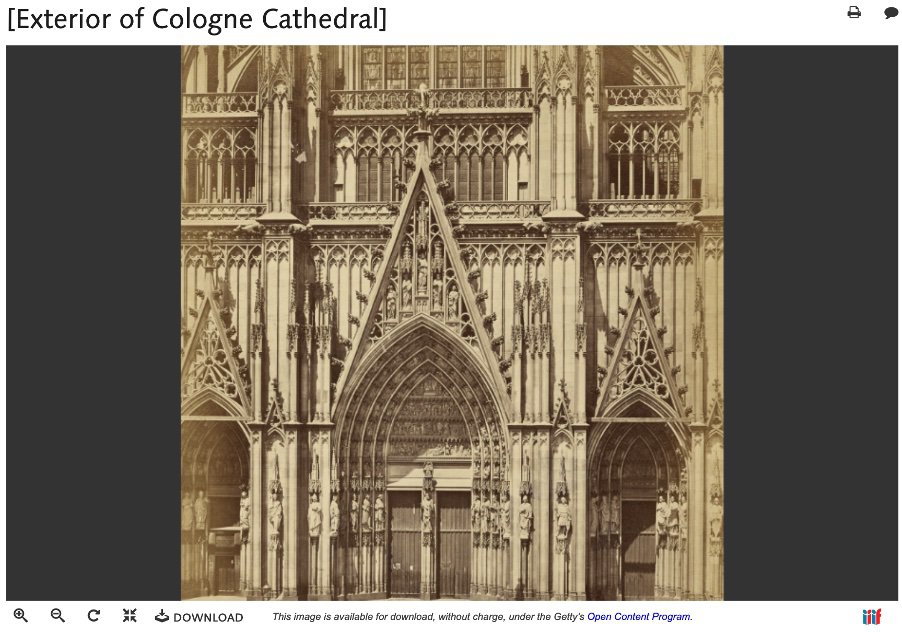 [Exterior of Cologne Cathedral]
DOWNLOAD
This image is available for download, without charge, under the Getty's Open Content Program.
iiif